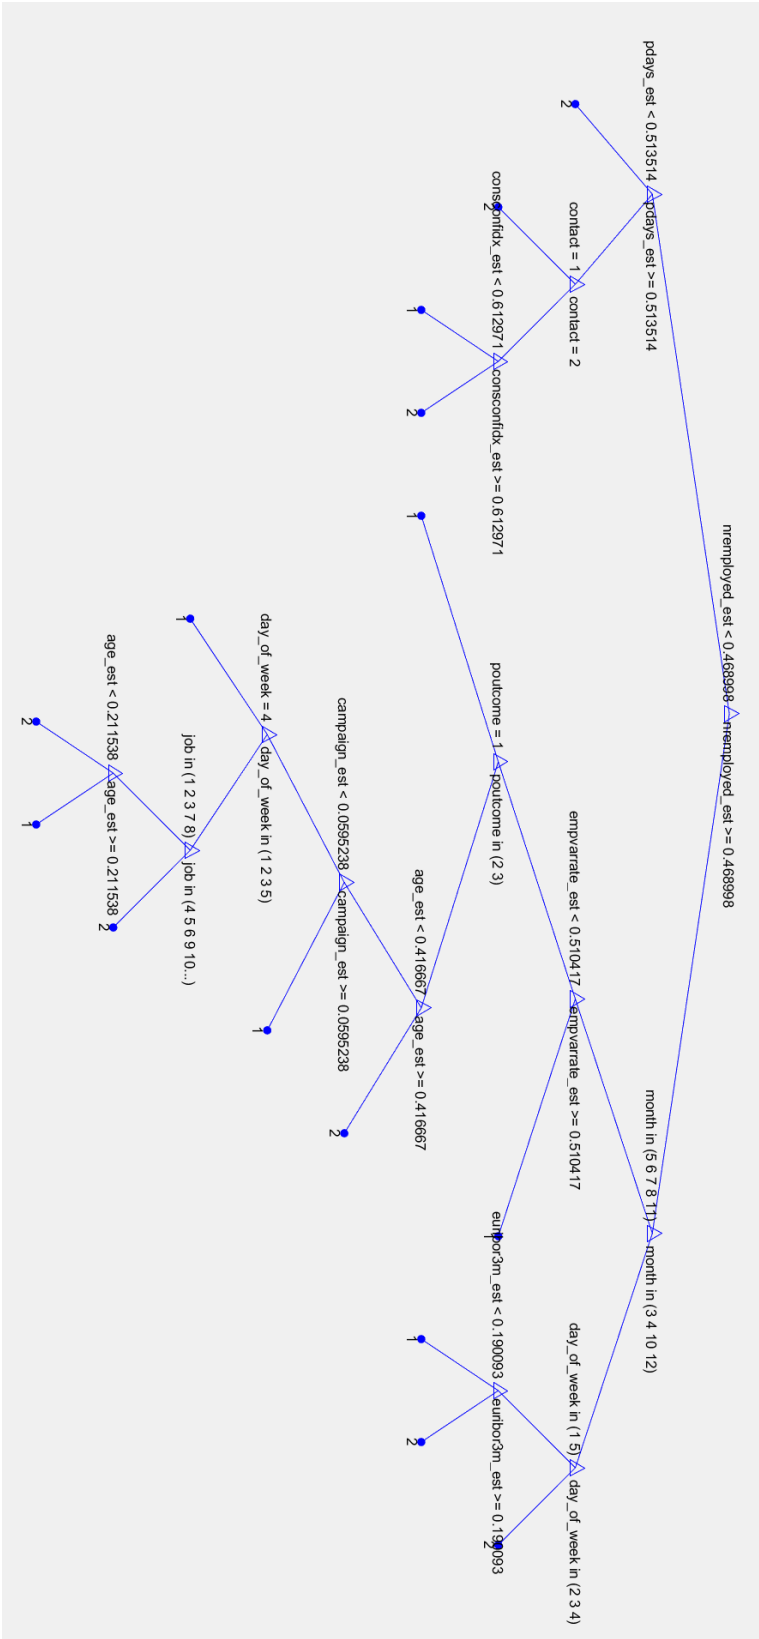 nremployed_est < 0.468998
nremployed_est >= 0.468998
pdays_est < 0.513514
pdays_est >= 0.513514
month in (5 6 7 8 11)
month in (3 4 10 12)
2
contact = 1
contact = 2
empvarrate_est < 0.510417
empvarrate_est >= 0.510417
day_of_week in (1 5)
day_of_week in (2 3 4)
2
consconfidx_est < 0.612971
consconfidx_est >= 0.612971
poutcome = 1
poutcome in (2 3)
1
euribor3m_est < 0.190093
euribor3m_est >= 0.190093
2
1
2
1
age_est < 0.416667
age_est >= 0.416667
1
2
campaign_est < 0.0595238
campaign_est >= 0.0595238
2
day_of_week = 4
day_of_week in (1 2 3 5)
1
1
job in (1 2 3 7 8)
job in (4 5 6 9 10...)
age_est < 0.211538
age_est >= 0.211538
2
2
1